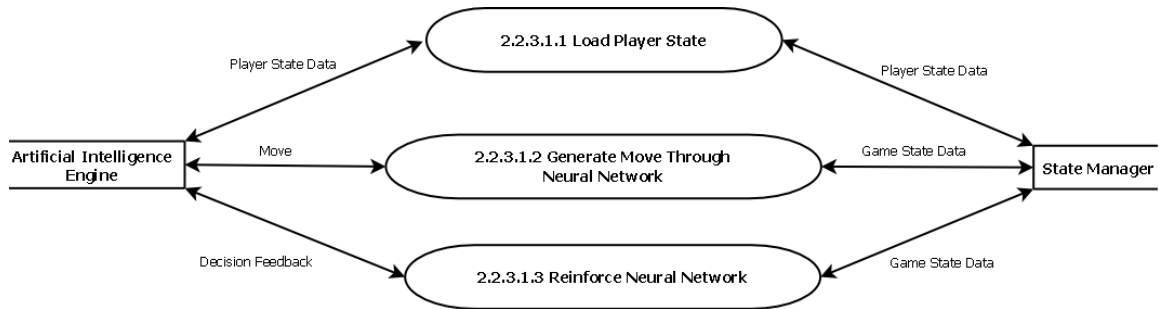 2.2.3.1.1 Load Player State
Player State Data
Player State Data
Artificial Intelligence
Engine
Move
2.2.3.1.2 Generate Move Through
Neural Network
Game State Data
State Manager
Decision Feedback
2.2.3.1.3 Reinforce Neural Network
Game State Data